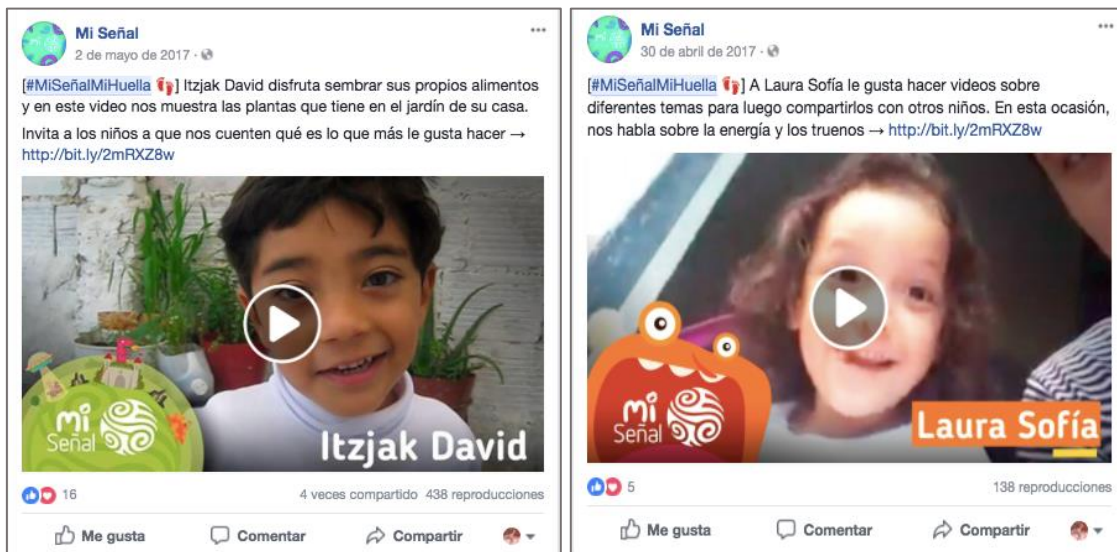 Mi Señal
2 de mayo de 2017
[#MiSeñalMiHuella 👣] Itzjak David disfruta sembrar sus propios alimentos
y en este video nos muestra las plantas que tiene en el jardín de su casa.
Invita a los niños a que nos cuenten qué es lo que más le gusta hacer →
http://bit.ly/2mRXZ8w
mi
Señal
Itzjak David
16
4 veces compartido 438 reproducciones
Me gusta Comentar Compartir
Mi Señal
30 de abril de 2017
[#MiSeñalMiHuella 👣] A Laura Sofía le gusta hacer videos sobre
diferentes temas para luego compartirlos con otros niños. En esta ocasión,
nos habla sobre la energía y los truenos → http://bit.ly/2mRXZ8w
mi
Señal
Laura Sofía
5
138 reproducciones
Me gusta Comentar Compartir